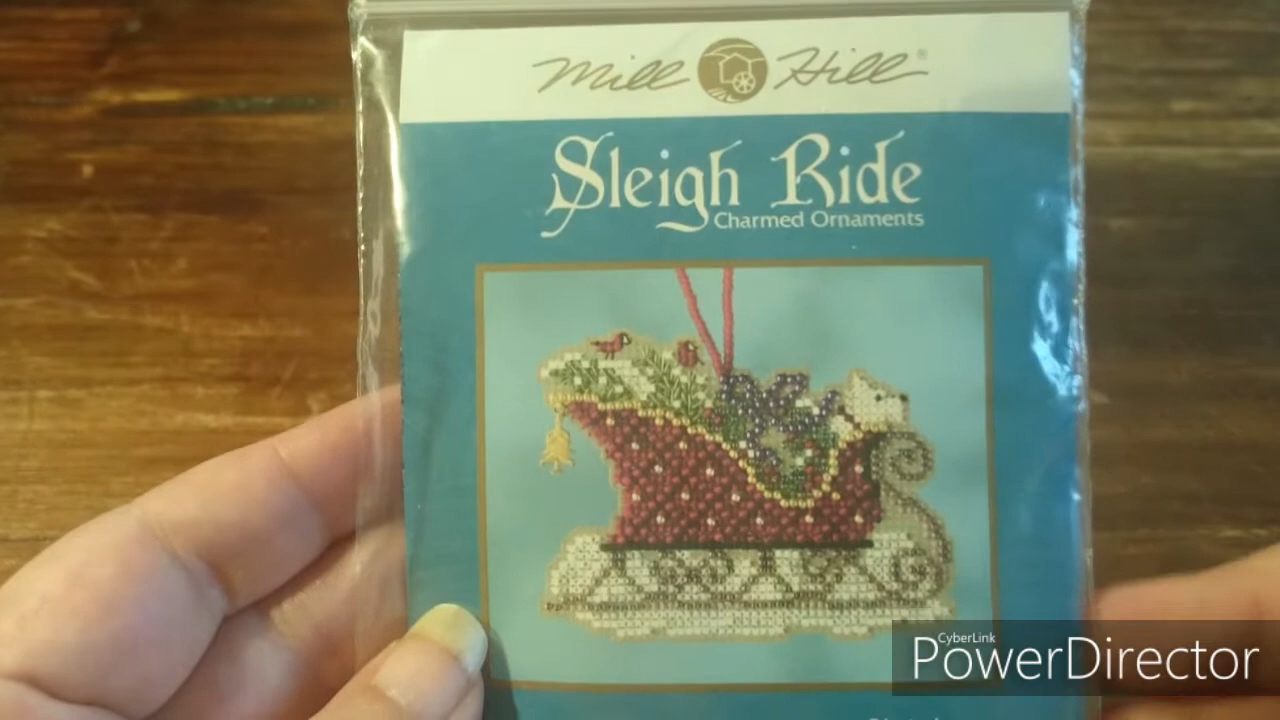 Mill Hill®
Sleigh Ride
Charmed Ornaments
CyberLink
PowerDirector